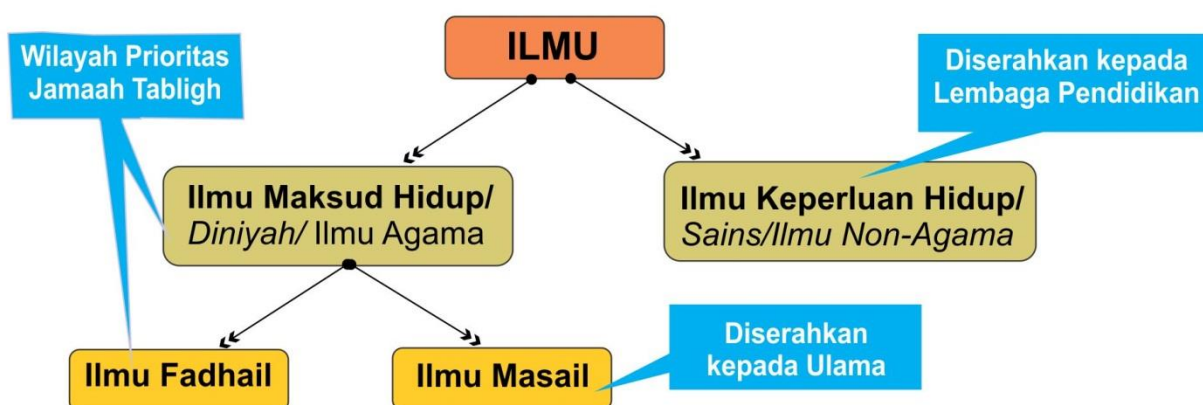 ILMU
Wilayah Prioritas
Jamaah Tabligh
Diserahkan kepada
Lembaga Pendidikan
Ilmu Maksud Hidup/
Diniyah/ Ilmu Agama
Ilmu Keperluan Hidup/
Sains/Ilmu Non-Agama
Ilmu Fadhail
Ilmu Masail
Diserahkan
kepada Ulama